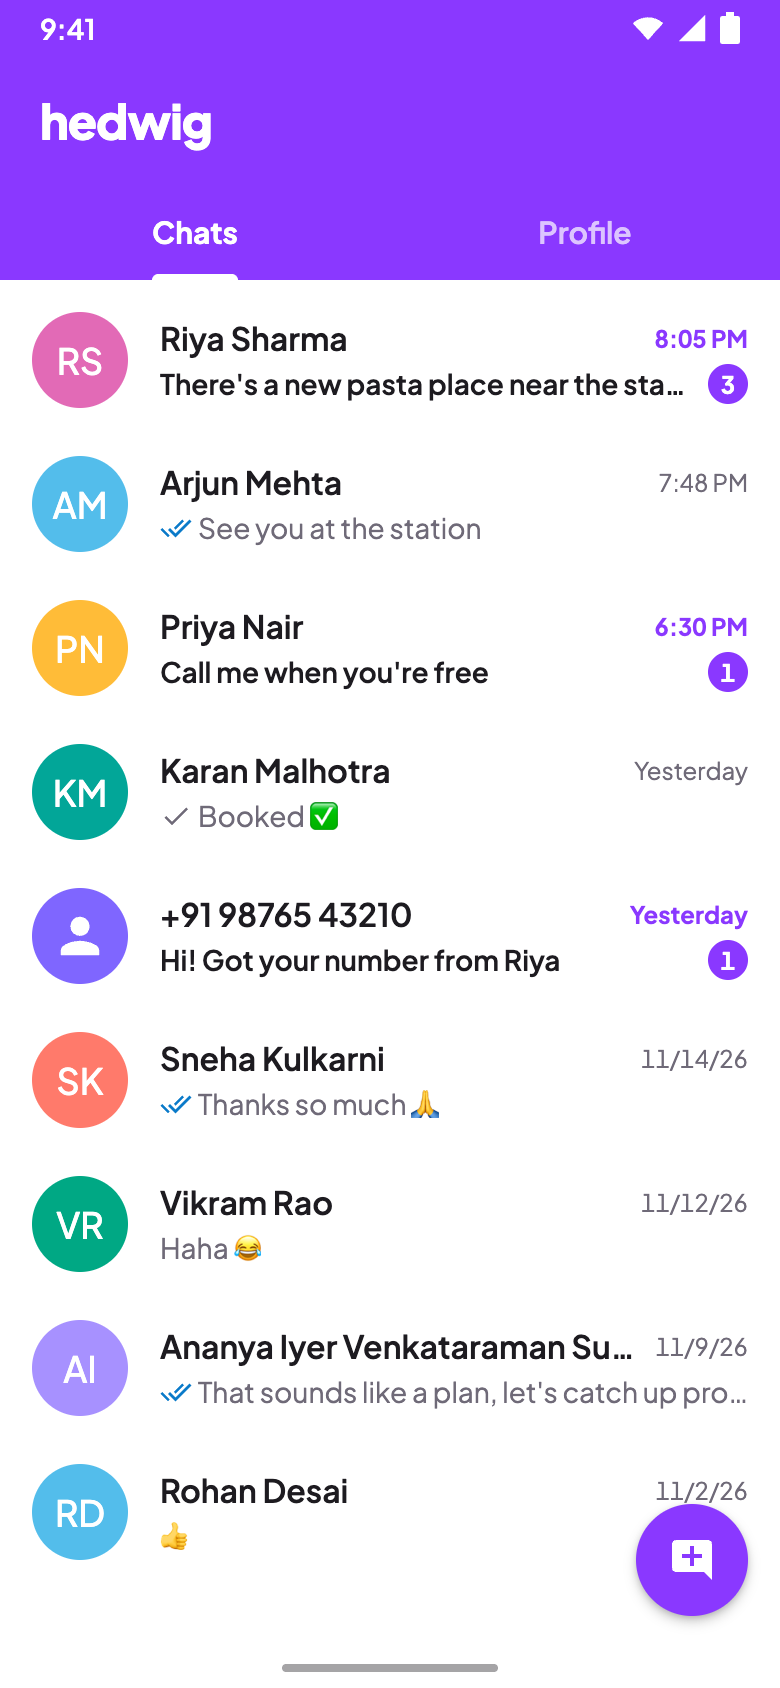 9:41
hedwig
Chats
Profile
RS
Riya Sharma
8:05 PM
There's a new pasta place near the sta...
3
AM
Arjun Mehta
7:48 PM
See you at the station
PN
Priya Nair
6:30 PM
Call me when you're free
1
KM
Karan Malhotra
Yesterday
Booked ✅
+91 98765 43210
Yesterday
Hi! Got your number from Riya
1
SK
Sneha Kulkarni
11/14/26
Thanks so much 🙏
VR
Vikram Rao
11/12/26
Haha 😂
AI
Ananya Iyer Venkataraman Su...
11/9/26
That sounds like a plan, let's catch up pro...
RD
Rohan Desai
11/2/26
👍